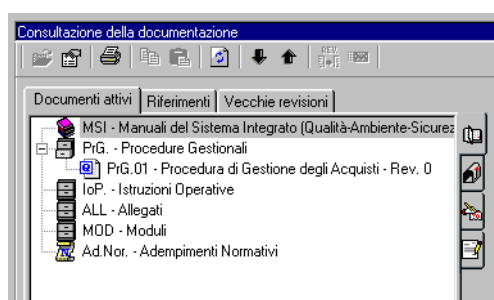 Consultazione della documentazione
REV.
Documenti attivi Riferimenti Vecchie revisioni
MSI - Manuali del Sistema Integrato (Qualità-Ambiente-Sicurez
PrG. - Procedure Gestionali
PrG.01 - Procedura di Gestione degli Acquisti - Rev. 0
IoP. - Istruzioni Operative
ALL - Allegati
MOD - Moduli
Ad.Nor. - Adempimenti Normativi